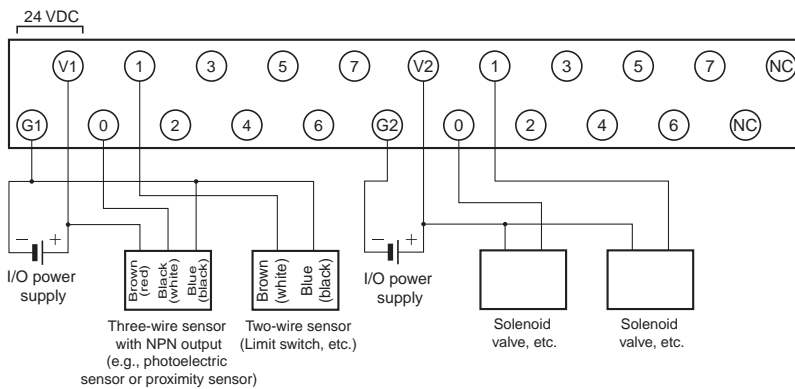 24 VDC
V1 1 3 5 7 V2 1 3 5 7 NC
G1 0 2 4 6 G2 0 2 4 6 NC
− +
I/O power
supply
Brown
(red)
Black
(white)
Blue
(black)
Three-wire sensor
with NPN output
(e.g., photoelectric
sensor or proximity sensor)
Brown
(white)
Blue
(black)
Two-wire sensor
(Limit switch, etc.)
− +
I/O power
supply
Solenoid
valve, etc.
Solenoid
valve, etc.